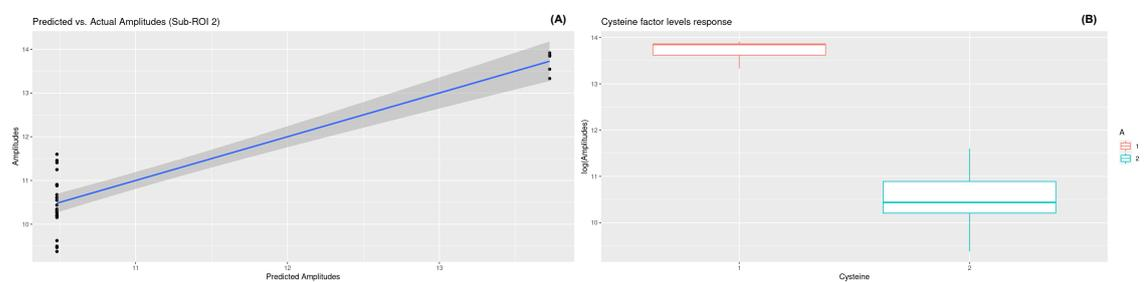 Predicted vs. Actual Amplitudes (Sub-ROI 2)
(A)
14
13
12
11
10
Amplitudes
11
12
13
Predicted Amplitudes
Cysteine factor levels response
(B)
14
13
12
11
10
log(Amplitudes)
1
2
Cysteine
A
1
2